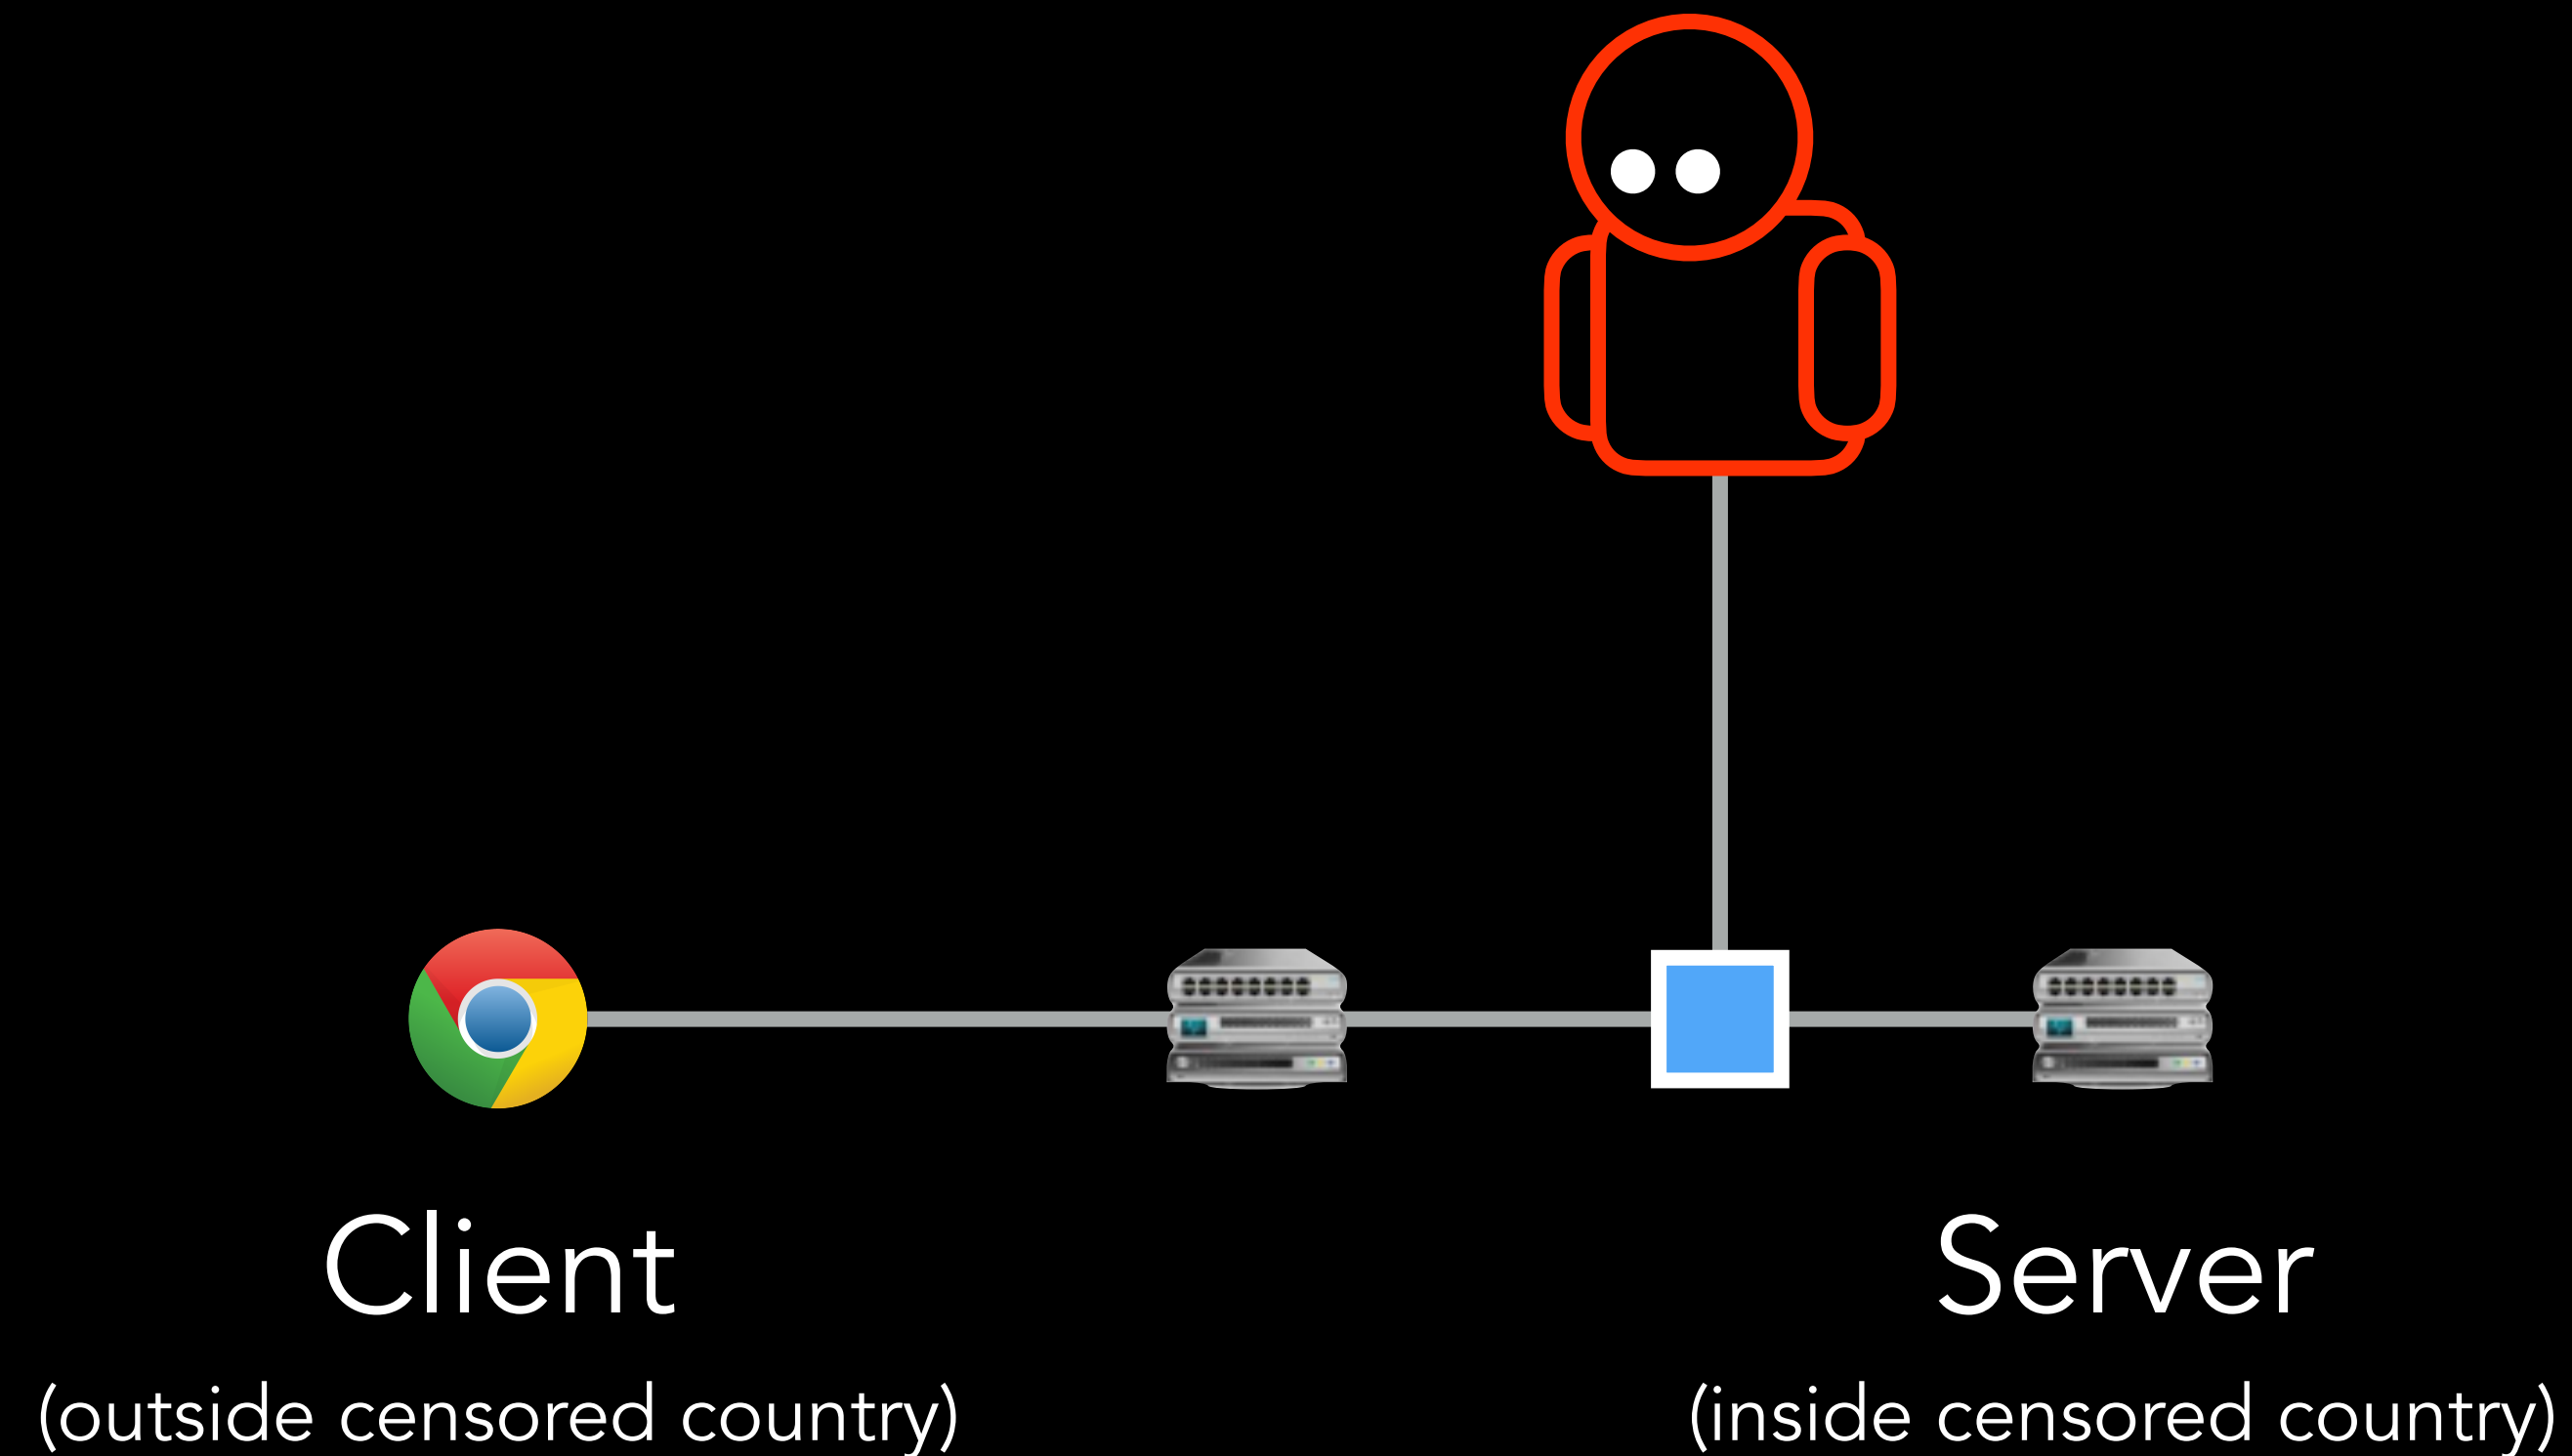 Client
Server
(outside censored country)
(inside censored country)